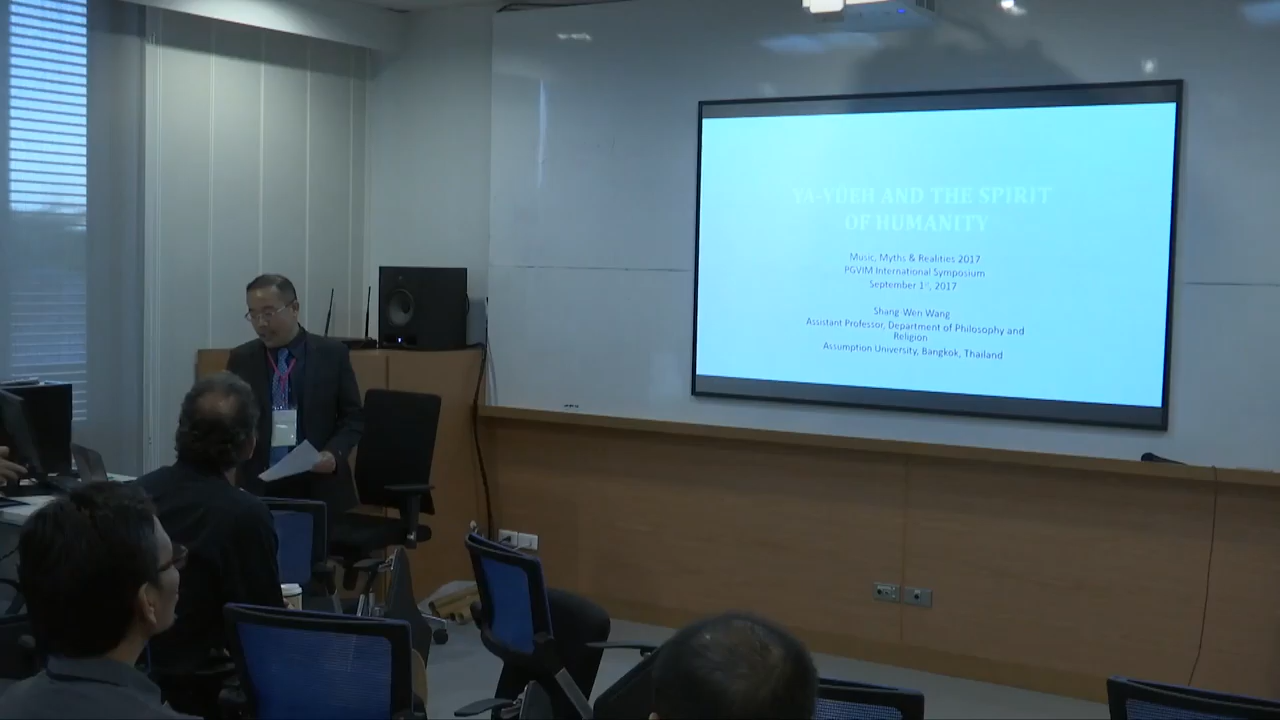 YA-YUEH AND THE SPIRIT
OF HUMANITY
Music, Myths & Realities 2017
PGVIM International Symposium
September 1st, 2017
Shang Wen Wang
Assistant Professor, Department of Philosophy and
Religion
Assumption University, Bangkok, Thailand